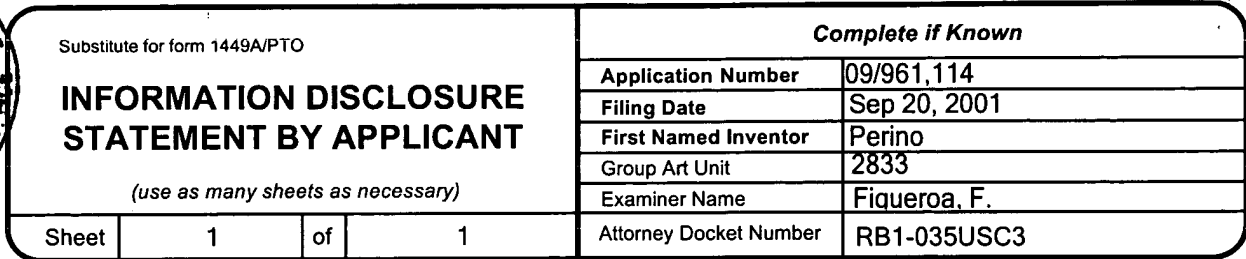 Substitute for form 1449A/PTO
INFORMATION DISCLOSURE
STATEMENT BY APPLICANT
(use as many sheets as necessary)
Sheet 1 of 1
Complete if Known
Application Number 09/961,114
Filing Date Sep 20, 2001
First Named Inventor Perino
Group Art Unit 2833
Examiner Name Figueroa, F.
Attorney Docket Number RB1-035USC3